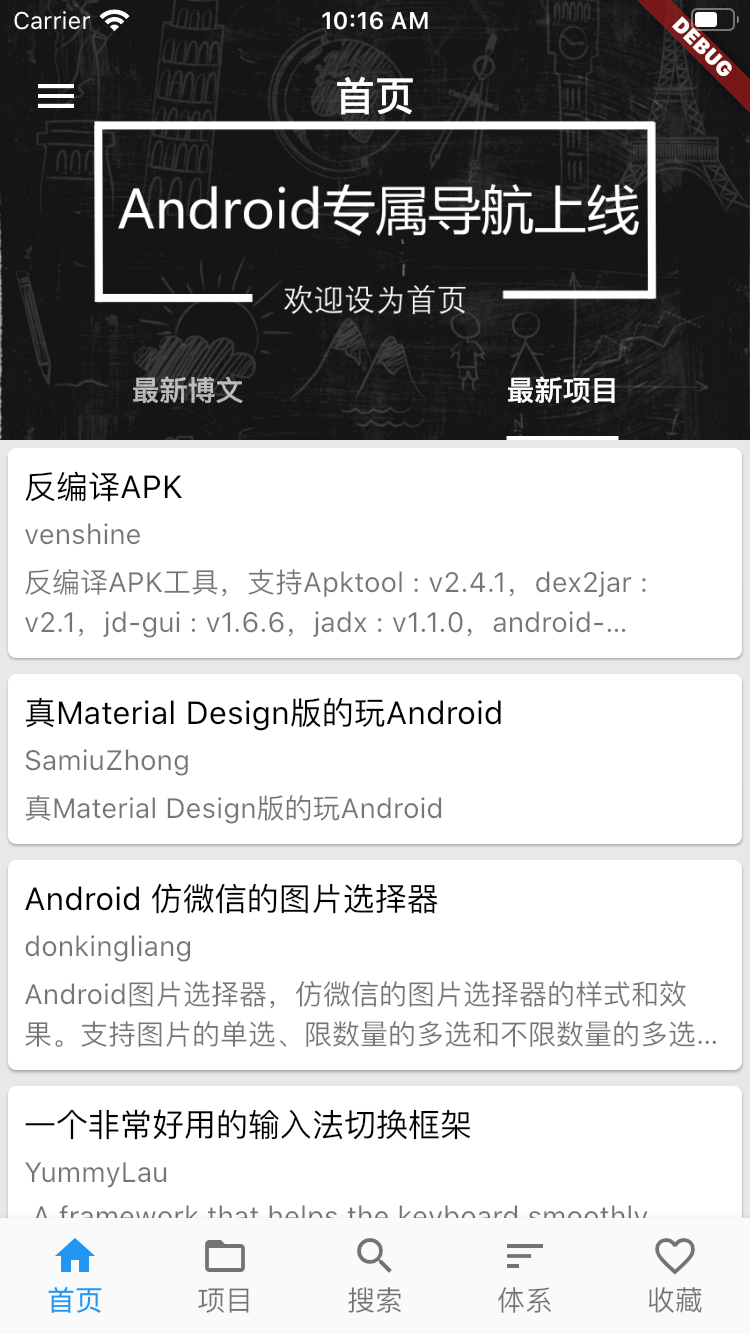 Carrier 10:16 AM
DEBUG
首页
Android专属导航上线
欢迎设为首页
最新博文 最新项目
反编译APK
venshine
反编译APK工具，支持Apktool : v2.4.1，dex2jar :
v2.1，jd-gui : v1.6.6，jadx : v1.1.0，android-...
真Material Design版的玩Android
SamiuZhong
真Material Design版的玩Android
Android 仿微信的图片选择器
donkingliang
Android图片选择器，仿微信的图片选择器的样式和效
果。支持图片的单选、限数量的多选和不限数量的多选...
一个非常好用的输入法切换框架
YummyLau
A framework that helps the keyboard smoothly
首页 项目 搜索 体系 收藏